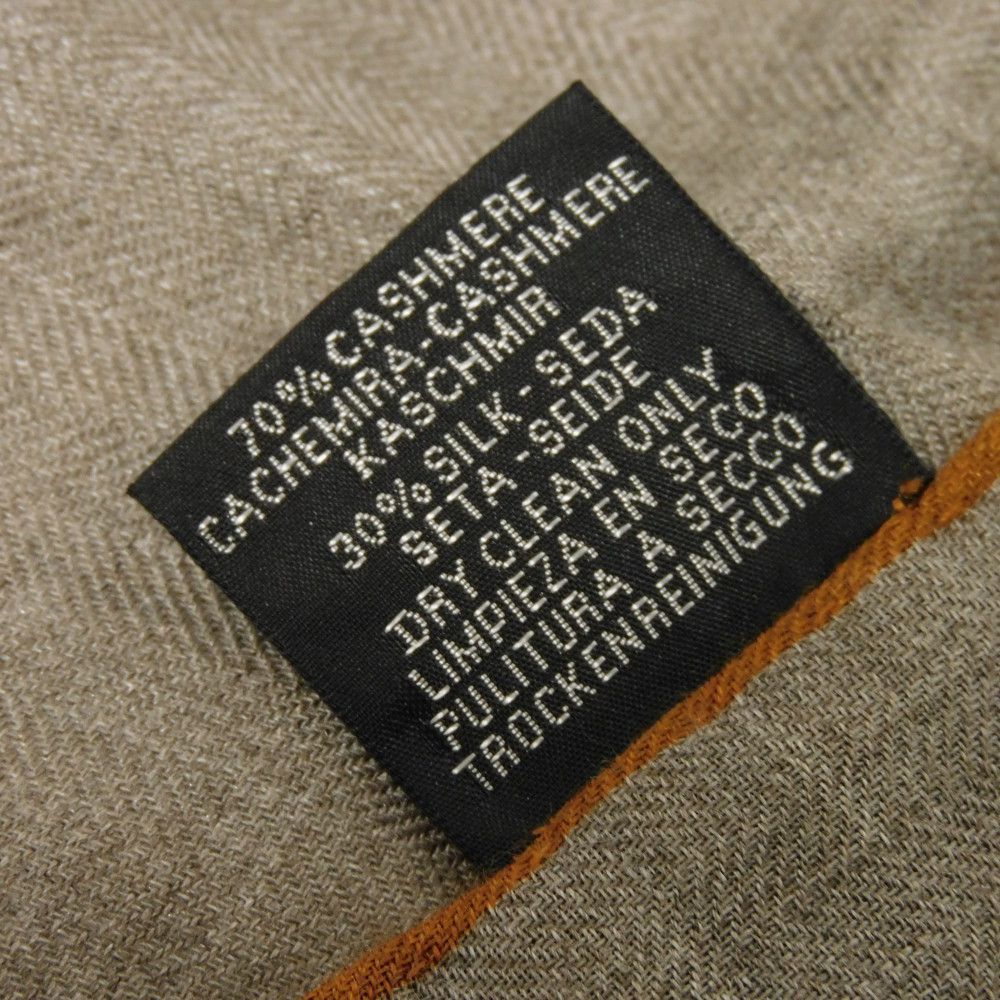 70% CASHMERE
CACHEMIRA-CASHMERE
KASCHMIR
30% SILK-SEDA
SETA-SEIDE
DRY CLEAN ONLY
LIMPIEZA EN SECO
PULITURA A SECCO
TROCKENREINIGUNG